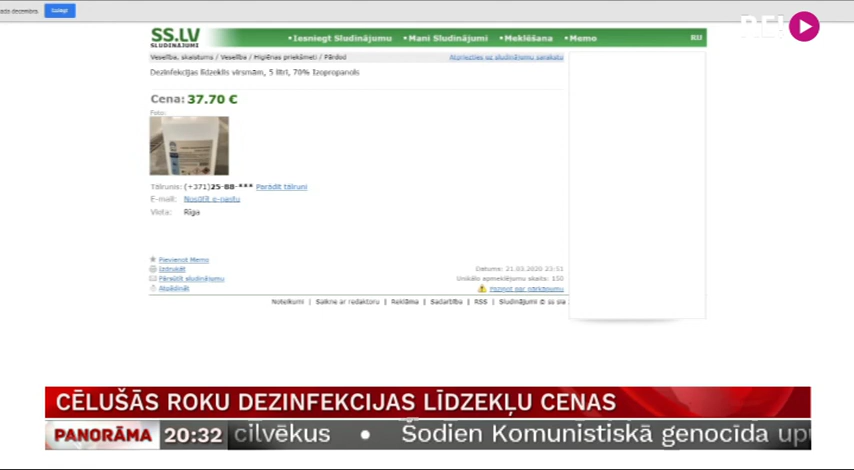 SS.LV
SLUDINĀJUMI
Iesniegt Sludinājumu • Mani Sludinājumi • Meklēšana • Memo RU
Veselība, skaistums / Veselība / Higiēnas priekšmeti / Pārdod Atgriezties uz sludinājumu sarakstu
Dezinfekcijas līdzeklis virsmām, 5 litri, 70% Izopropanols
Cena: 37.70 €
Foto:
Tālrunis: (+371)25-88-*** Parādīt tālruni
E-mail: Nosūtīt e-pastu
Vieta: Rīga
Pievienot Memo
Izdrukāt Datums: 21.03.2020 23:51
Pārsūtīt sludinājumu Unikālo apmeklējumu skaits: 150
Atgādināt Paziņot par pārkāpumu
Noteikumi | Saikne ar redaktoru | Reklāma | Sadarbība | RSS | Sludinājumi © ss sia
CĒLUŠĀS ROKU DEZINFEKCIJAS LĪDZEKĻU CENAS
PANORĀMA 20:32 cilvēkus • Šodien Komunistiskā genocīda upu